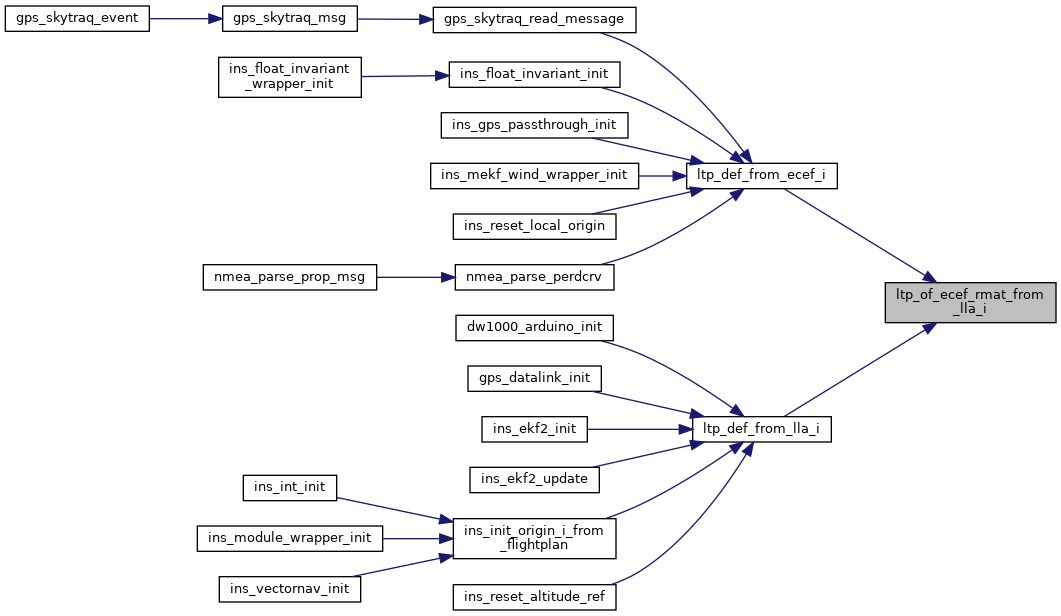 gps_skytraq_event
gps_skytraq_msg
gps_skytraq_read_message
ins_float_invariant
_wrapper_init
ins_float_invariant_init
ins_gps_passthrough_init
ins_mekf_wind_wrapper_init
ltp_def_from_ecef_i
ins_reset_local_origin
nmea_parse_prop_msg
nmea_parse_perdcrv
ltp_of_ecef_rmat_from
_lla_i
dw1000_arduino_init
gps_datalink_init
ins_ekf2_init
ltp_def_from_lla_i
ins_ekf2_update
ins_int_init
ins_module_wrapper_init
ins_init_origin_i_from
_flightplan
ins_vectornav_init
ins_reset_altitude_ref